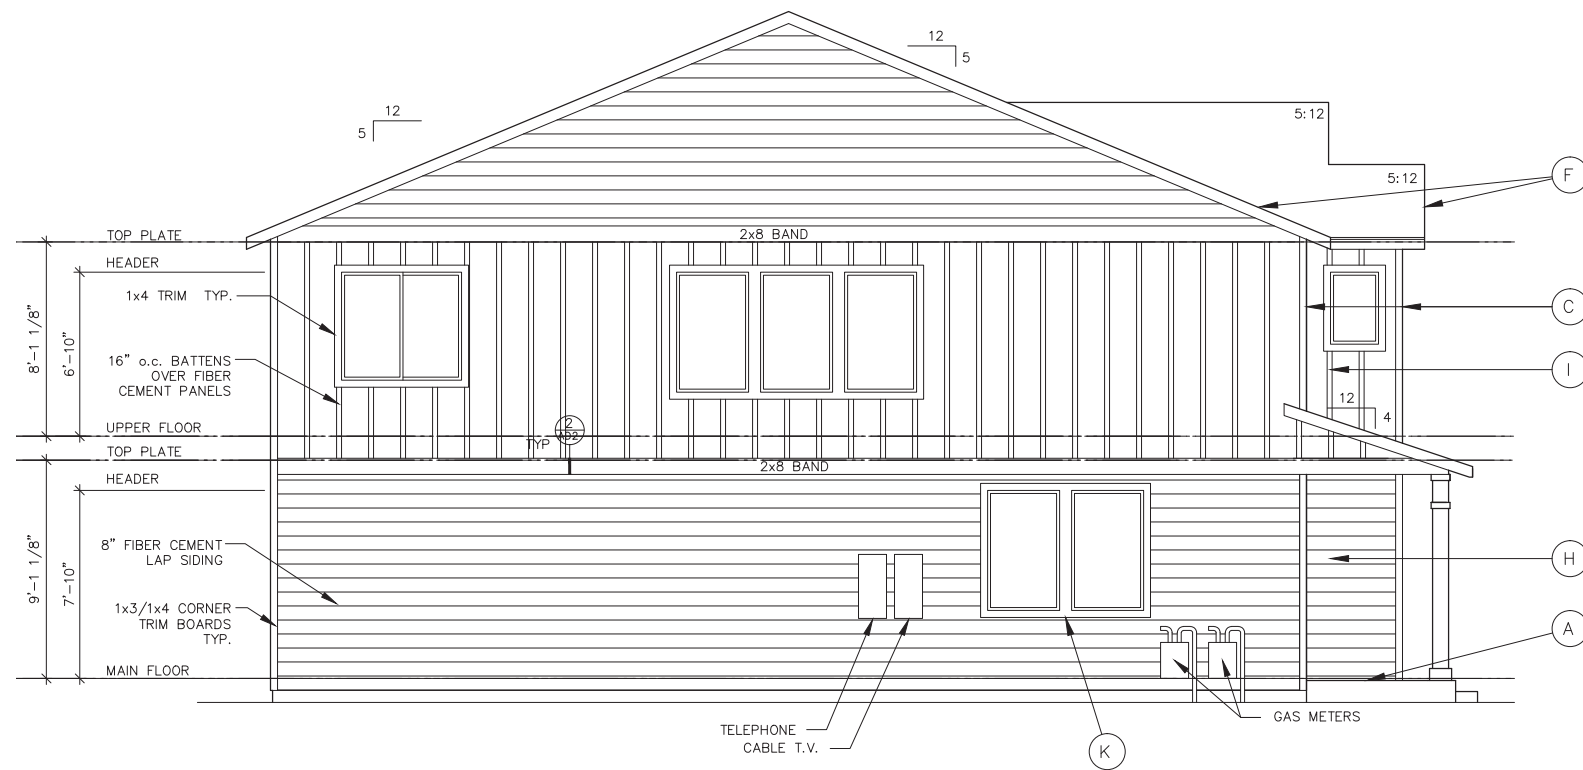 12
5
12
5
5:12
5:12
F
TOP PLATE
2x8 BAND
HEADER
1x4 TRIM TYP.
C
8'-1 1/8"
6'-10"
16" o.c. BATTENS
OVER FIBER
CEMENT PANELS
I
12
4
UPPER FLOOR
2
AD2
TYP
TOP PLATE
2x8 BAND
HEADER
9'-1 1/8"
7'-10"
8" FIBER CEMENT
LAP SIDING
H
1x3/1x4 CORNER
TRIM BOARDS
TYP.
A
MAIN FLOOR
GAS METERS
TELEPHONE
CABLE T.V.
K